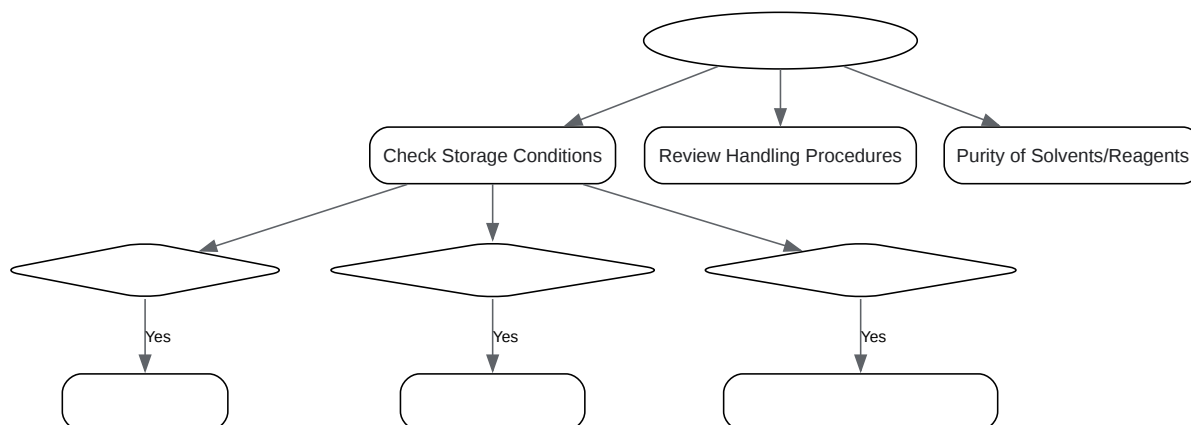 Check Storage Conditions
Review Handling Procedures
Purity of Solvents/Reagents
Yes
Yes
Yes